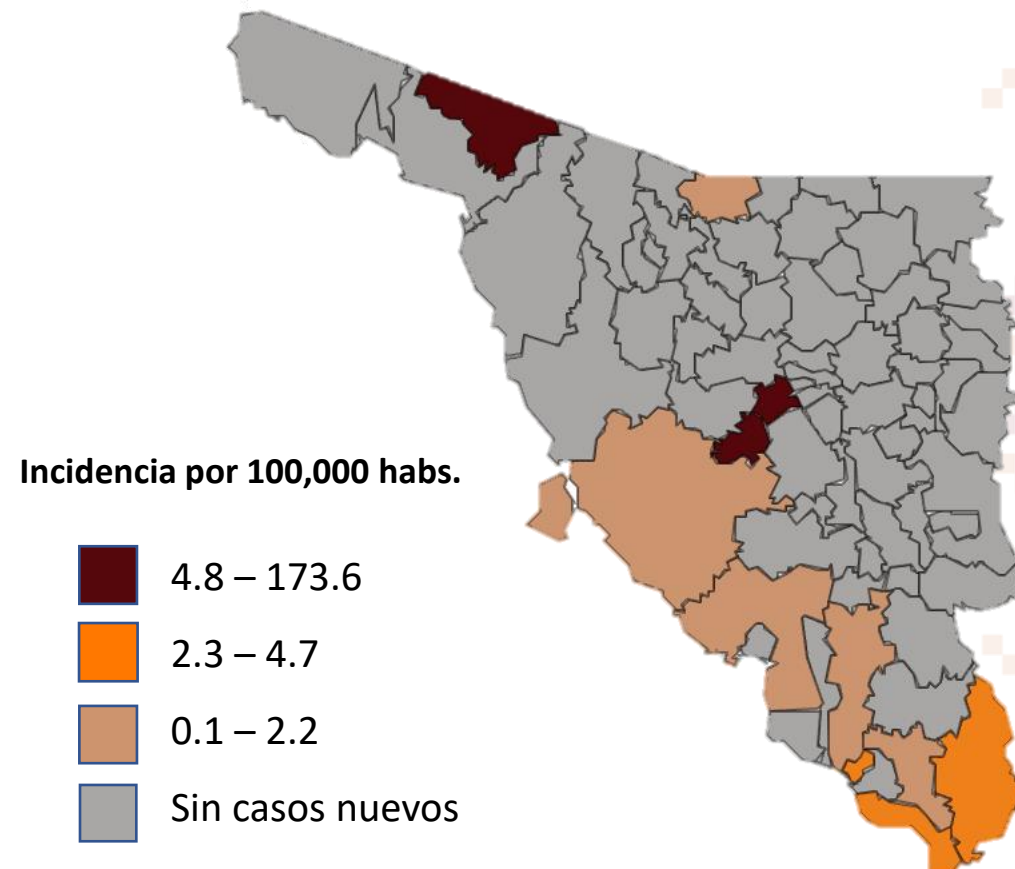 Incidencia por 100,000 habs.
4.8 – 173.6
2.3 – 4.7
0.1 – 2.2
Sin casos nuevos